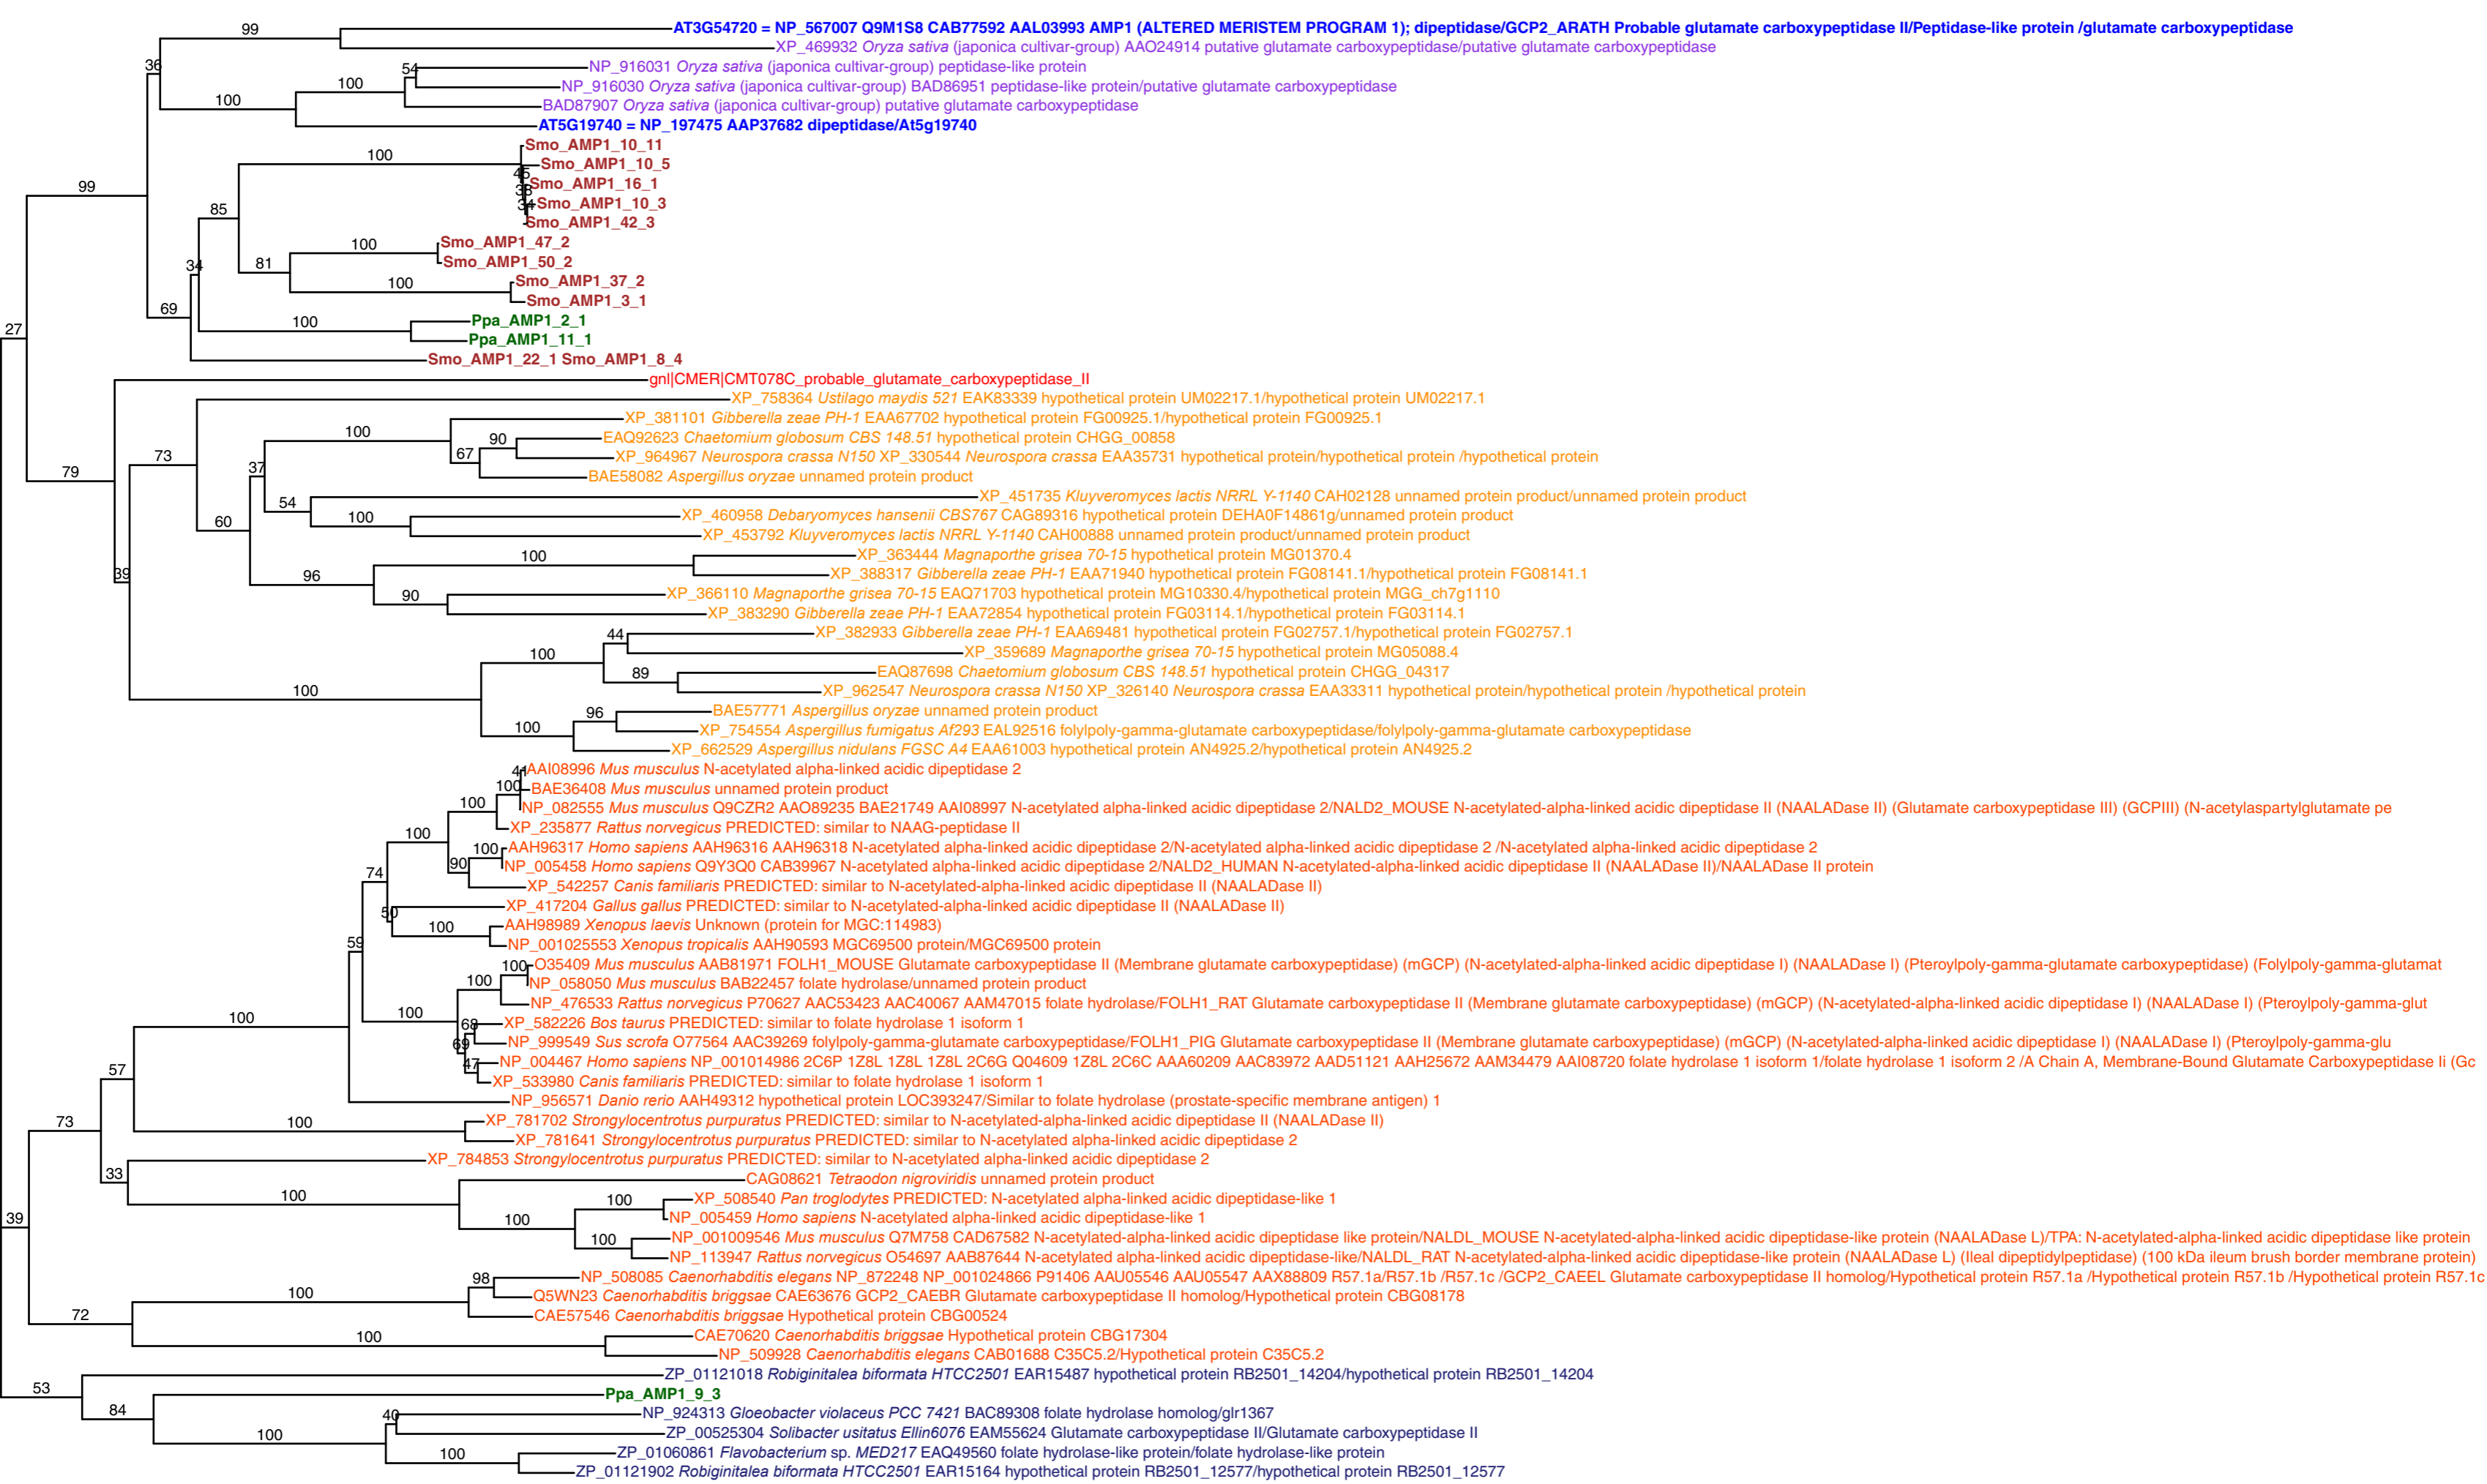 99
AT3G54720 = NP_567007 Q9M1S8 CAB77592 AAL03993 AMP1 (ALTERED MERISTEM PROGRAM 1); dipeptidase/GCP2_ARATH Probable glutamate carboxypeptidase II/Peptidase-like protein /glutamate carboxypeptidase
XP_469932 Oryza sativa (japonica cultivar-group) AAO24914 putative glutamate carboxypeptidase/putative glutamate carboxypeptidase
36
54
NP_916031 Oryza sativa (japonica cultivar-group) peptidase-like protein
100
NP_916030 Oryza sativa (japonica cultivar-group) BAD86951 peptidase-like protein/putative glutamate carboxypeptidase
100
BAD87907 Oryza sativa (japonica cultivar-group) putative glutamate carboxypeptidase
AT5G19740 = NP_197475 AAP37682 dipeptidase/At5g19740
Smo_AMP1_10_11
100
Smo_AMP1_10_5
45
Smo_AMP1_16_1
99
38
Smo_AMP1_10_3
34
85
Smo_AMP1_42_3
Smo_AMP1_47_2
100
Smo_AMP1_50_2
34
81
Smo_AMP1_37_2
100
Smo_AMP1_3_1
69
Ppa_AMP1_2_1
100
27
Ppa_AMP1_11_1
Smo_AMP1_22_1 Smo_AMP1_8_4
gnl|CMER|CMT078C_probable_glutamate_carboxypeptidase_II
XP_758364 Ustilago maydis 521 EAK83339 hypothetical protein UM02217.1/hypothetical protein UM02217.1
XP_381101 Gibberella zeae PH-1 EAA67702 hypothetical protein FG00925.1/hypothetical protein FG00925.1
100
90
EAQ92623 Chaetomium globosum CBS 148.51 hypothetical protein CHGG_00858
73
67
XP_964967 Neurospora crassa N150 XP_330544 Neurospora crassa EAA35731 hypothetical protein/hypothetical protein /hypothetical protein
37
79
BAE58082 Aspergillus oryzae unnamed protein product
54
XP_451735 Kluyveromyces lactis NRRL Y-1140 CAH02128 unnamed protein product/unnamed protein product
60
100
XP_460958 Debaryomyces hansenii CBS767 CAG89316 hypothetical protein DEHA0F14861g/unnamed protein product
XP_453792 Kluyveromyces lactis NRRL Y-1140 CAH00888 unnamed protein product/unnamed protein product
100
XP_363444 Magnaporthe grisea 70-15 hypothetical protein MG01370.4
39
96
XP_388317 Gibberella zeae PH-1 EAA71940 hypothetical protein FG08141.1/hypothetical protein FG08141.1
90
XP_366110 Magnaporthe grisea 70-15 EAQ71703 hypothetical protein MG10330.4/hypothetical protein MGG_ch7g1110
XP_383290 Gibberella zeae PH-1 EAA72854 hypothetical protein FG03114.1/hypothetical protein FG03114.1
44
XP_382933 Gibberella zeae PH-1 EAA69481 hypothetical protein FG02757.1/hypothetical protein FG02757.1
100
XP_359689 Magnaporthe grisea 70-15 hypothetical protein MG05088.4
89
EAQ87698 Chaetomium globosum CBS 148.51 hypothetical protein CHGG_04317
100
XP_962547 Neurospora crassa N150 XP_326140 Neurospora crassa EAA33311 hypothetical protein/hypothetical protein /hypothetical protein
96
BAE57771 Aspergillus oryzae unnamed protein product
100
XP_754554 Aspergillus fumigatus Af293 EAL92516 folylpoly-gamma-glutamate carboxypeptidase/folylpoly-gamma-glutamate carboxypeptidase
XP_662529 Aspergillus nidulans FGSC A4 EAA61003 hypothetical protein AN4925.2/hypothetical protein AN4925.2
41
AAI08996 Mus musculus N-acetylated alpha-linked acidic dipeptidase 2
100
BAE36408 Mus musculus unnamed protein product
100
NP_082555 Mus musculus Q9CZR2 AAO89235 BAE21749 AAI08997 N-acetylated alpha-linked acidic dipeptidase 2/NALD2_MOUSE N-acetylated-alpha-linked acidic dipeptidase II (NAALADase II) (Glutamate carboxypeptidase III) (GCPIII) (N-acetylaspartylglutamate pe
XP_235877 Rattus norvegicus PREDICTED: similar to NAAG-peptidase II
100
100
AAH96317 Homo sapiens AAH96316 AAH96318 N-acetylated alpha-linked acidic dipeptidase 2/N-acetylated alpha-linked acidic dipeptidase 2 /N-acetylated alpha-linked acidic dipeptidase 2
90
NP_005458 Homo sapiens Q9Y3Q0 CAB39967 N-acetylated alpha-linked acidic dipeptidase 2/NALD2_HUMAN N-acetylated-alpha-linked acidic dipeptidase II (NAALADase II)/NAALADase II protein
74
XP_542257 Canis familiaris PREDICTED: similar to N-acetylated-alpha-linked acidic dipeptidase II (NAALADase II)
50
XP_417204 Gallus gallus PREDICTED: similar to N-acetylated-alpha-linked acidic dipeptidase II (NAALADase II)
100
AAH98989 Xenopus laevis Unknown (protein for MGC:114983)
59
NP_001025553 Xenopus tropicalis AAH90593 MGC69500 protein/MGC69500 protein
100
O35409 Mus musculus AAB81971 FOLH1_MOUSE Glutamate carboxypeptidase II (Membrane glutamate carboxypeptidase) (mGCP) (N-acetylated-alpha-linked acidic dipeptidase I) (NAALADase I) (Pteroylpoly-gamma-glutamate carboxypeptidase) (Folylpoly-gamma-glutamat
100
NP_058050 Mus musculus BAB22457 folate hydrolase/unnamed protein product
NP_476533 Rattus norvegicus P70627 AAC53423 AAC40067 AAM47015 folate hydrolase/FOLH1_RAT Glutamate carboxypeptidase II (Membrane glutamate carboxypeptidase) (mGCP) (N-acetylated-alpha-linked acidic dipeptidase I) (NAALADase I) (Pteroylpoly-gamma-glut
100
100
68
XP_582226 Bos taurus PREDICTED: similar to folate hydrolase 1 isoform 1
69
NP_999549 Sus scrofa O77564 AAC39269 folylpoly-gamma-glutamate carboxypeptidase/FOLH1_PIG Glutamate carboxypeptidase II (Membrane glutamate carboxypeptidase) (mGCP) (N-acetylated-alpha-linked acidic dipeptidase I) (NAALADase I) (Pteroylpoly-gamma-glu
47
NP_004467 Homo sapiens NP_001014986 2C6P 1Z8L 1Z8L 1Z8L 2C6G Q04609 1Z8L 2C6C AAA60209 AAC83972 AAD51121 AAH25672 AAM34479 AAI08720 folate hydrolase 1 isoform 1/folate hydrolase 1 isoform 2 /A Chain A, Membrane-Bound Glutamate Carboxypeptidase Ii (Gc
57
XP_533980 Canis familiaris PREDICTED: similar to folate hydrolase 1 isoform 1
NP_956571 Danio rerio AAH49312 hypothetical protein LOC393247/Similar to folate hydrolase (prostate-specific membrane antigen) 1
73
100
XP_781702 Strongylocentrotus purpuratus PREDICTED: similar to N-acetylated-alpha-linked acidic dipeptidase II (NAALADase II)
XP_781641 Strongylocentrotus purpuratus PREDICTED: similar to N-acetylated alpha-linked acidic dipeptidase 2
33
XP_784853 Strongylocentrotus purpuratus PREDICTED: similar to N-acetylated alpha-linked acidic dipeptidase 2
CAG08621 Tetraodon nigroviridis unnamed protein product
100
100
XP_508540 Pan troglodytes PREDICTED: N-acetylated alpha-linked acidic dipeptidase-like 1
39
100
NP_005459 Homo sapiens N-acetylated alpha-linked acidic dipeptidase-like 1
100
NP_001009546 Mus musculus Q7M758 CAD67582 N-acetylated-alpha-linked acidic dipeptidase like protein/NALDL_MOUSE N-acetylated-alpha-linked acidic dipeptidase-like protein (NAALADase L)/TPA: N-acetylated-alpha-linked acidic dipeptidase like protein
NP_113947 Rattus norvegicus O54697 AAB87644 N-acetylated alpha-linked acidic dipeptidase-like/NALDL_RAT N-acetylated-alpha-linked acidic dipeptidase-like protein (NAALADase L) (Ileal dipeptidylpeptidase) (100 kDa ileum brush border membrane protein)
98
NP_508085 Caenorhabditis elegans NP_872248 NP_001024866 P91406 AAU05546 AAU05547 AAX88809 R57.1a/R57.1b /R57.1c /GCP2_CAEEL Glutamate carboxypeptidase II homolog/Hypothetical protein R57.1a /Hypothetical protein R57.1b /Hypothetical protein R57.1c
100
Q5WN23 Caenorhabditis briggsae CAE63676 GCP2_CAEBR Glutamate carboxypeptidase II homolog/Hypothetical protein CBG08178
72
CAE57546 Caenorhabditis briggsae Hypothetical protein CBG00524
100
CAE70620 Caenorhabditis briggsae Hypothetical protein CBG17304
NP_509928 Caenorhabditis elegans CAB01688 C35C5.2/Hypothetical protein C35C5.2
53
ZP_01121018 Robiginitalea biformata HTCC2501 EAR15487 hypothetical protein RB2501_14204/hypothetical protein RB2501_14204
Ppa_AMP1_9_3
84
40
NP_924313 Gloeobacter violaceus PCC 7421 BAC89308 folate hydrolase homolog/glr1367
100
ZP_00525304 Solibacter usitatus Ellin6076 EAM55624 Glutamate carboxypeptidase II/Glutamate carboxypeptidase II
100
ZP_01060861 Flavobacterium sp. MED217 EAQ49560 folate hydrolase-like protein/folate hydrolase-like protein
ZP_01121902 Robiginitalea biformata HTCC2501 EAR15164 hypothetical protein RB2501_12577/hypothetical protein RB2501_12577